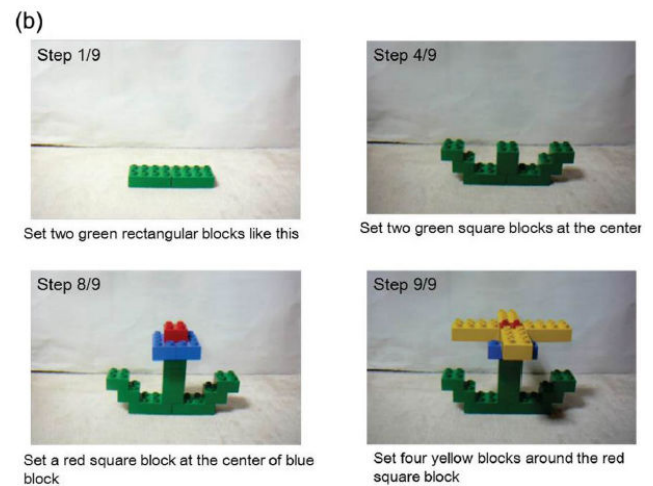 (b)
Step 1/9
Step 4/9
Set two green rectangular blocks like this
Set two green square blocks at the center
Step 8/9
Step 9/9
Set a red square block at the center of blue
block
Set four yellow blocks around the red
square block